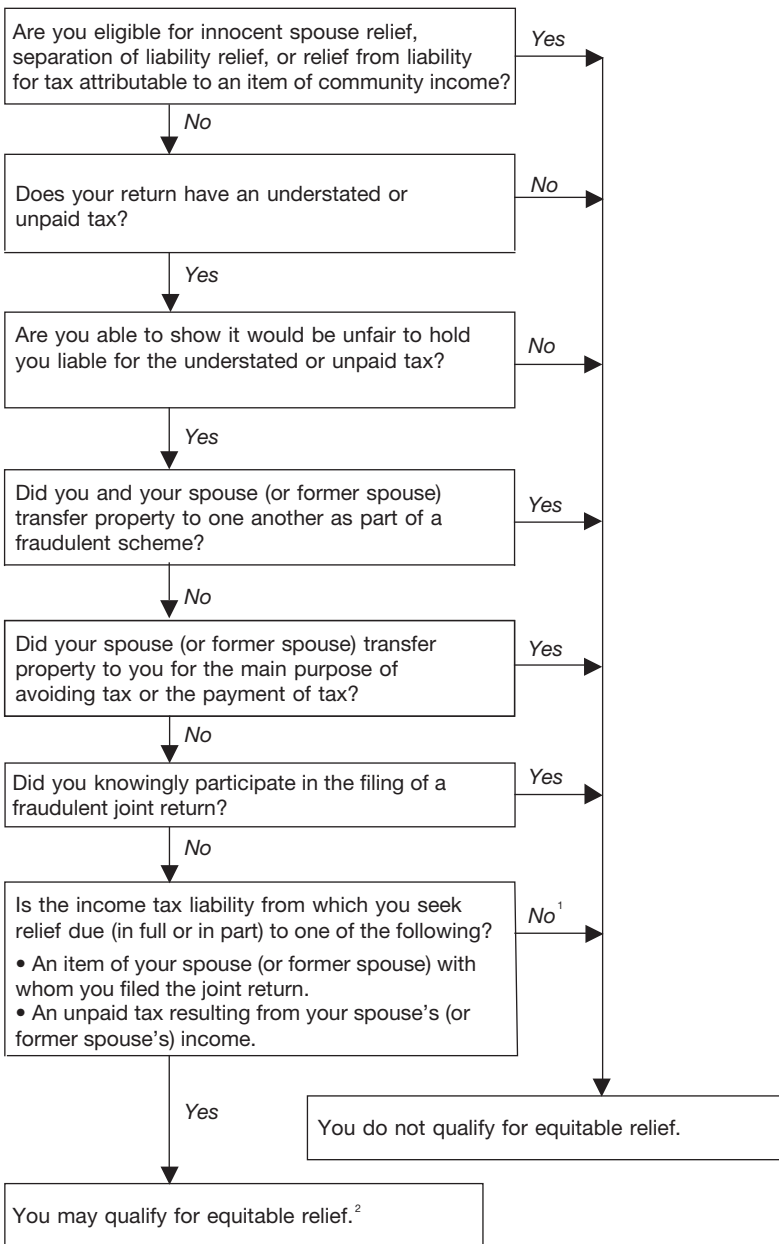 Are you eligible for innocent spouse relief,
separation of liability relief, or relief from liability
for tax attributable to an item of community income?
Yes
No
Does your return have an understated or
unpaid tax?
No
Yes
Are you able to show it would be unfair to hold
you liable for the understated or unpaid tax?
No
Yes
Did you and your spouse (or former spouse)
transfer property to one another as part of a
fraudulent scheme?
Yes
No
Did your spouse (or former spouse) transfer
property to you for the main purpose of
avoiding tax or the payment of tax?
Yes
No
Did you knowingly participate in the filing of a
fraudulent joint return?
Yes
No
Is the income tax liability from which you seek
relief due (in full or in part) to one of the following?
• An item of your spouse (or former spouse) with
whom you filed the joint return.
• An unpaid tax resulting from your spouse’s (or
former spouse’s) income.
No¹
Yes
You do not qualify for equitable relief.
You may qualify for equitable relief.²